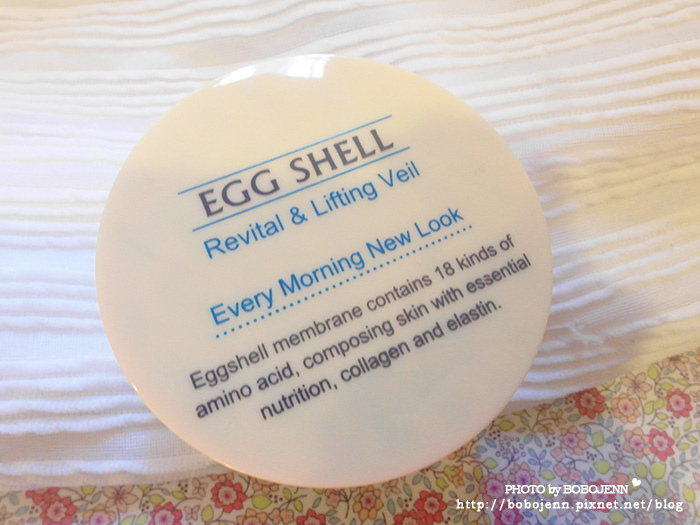 EGG SHELL
Revital & Lifting Veil
Every Morning New Look
Eggshell membrane contains 18 kinds of
amino acid, composing skin with essential
nutrition, collagen and elastin.
PHOTO by BOBOJENN
http://bobojenn.pixnet.net/blog